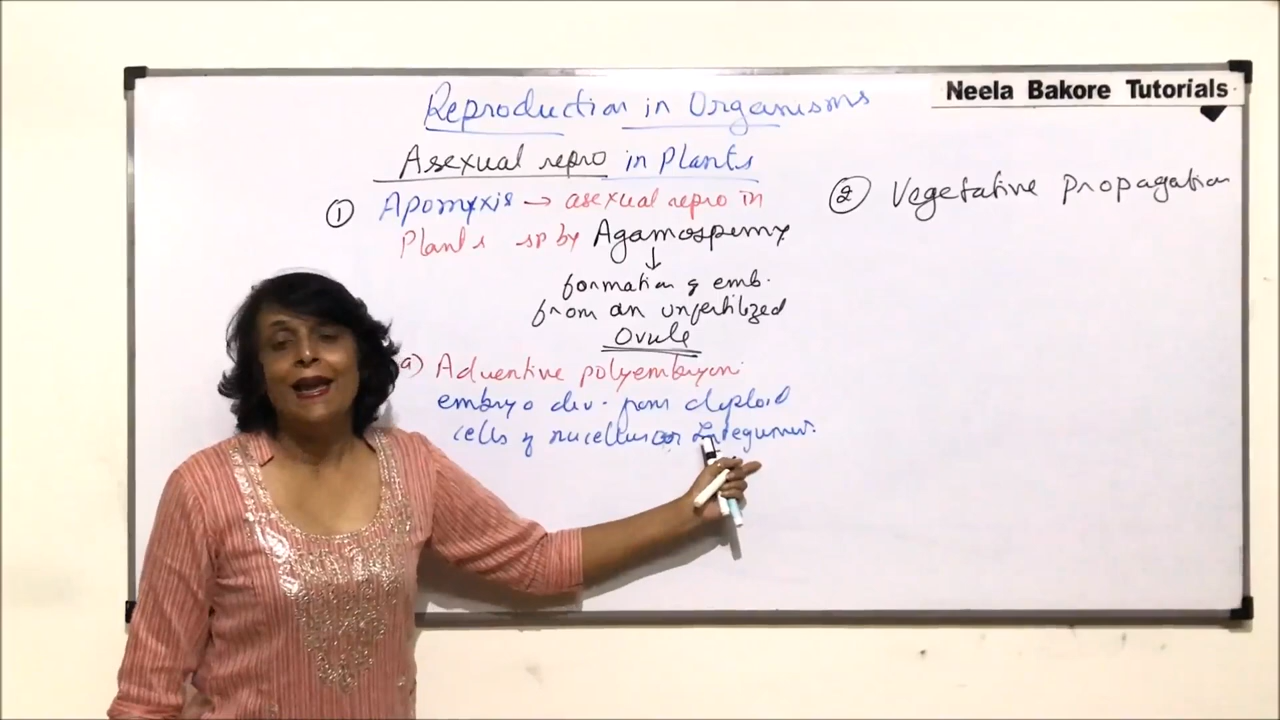 Neela Bakore Tutorials
Reproduction in Organisms
Asexual repro in Plants
① Apomyxis → asexual repro in
Plants sp by Agamospermy
↓
formation of emb.
from an unfertilized
Ovule
a) Adventive polyembryoni
embryo dev. from dyploid
cells of nucellus or Integumen.
② Vegetative Propagation